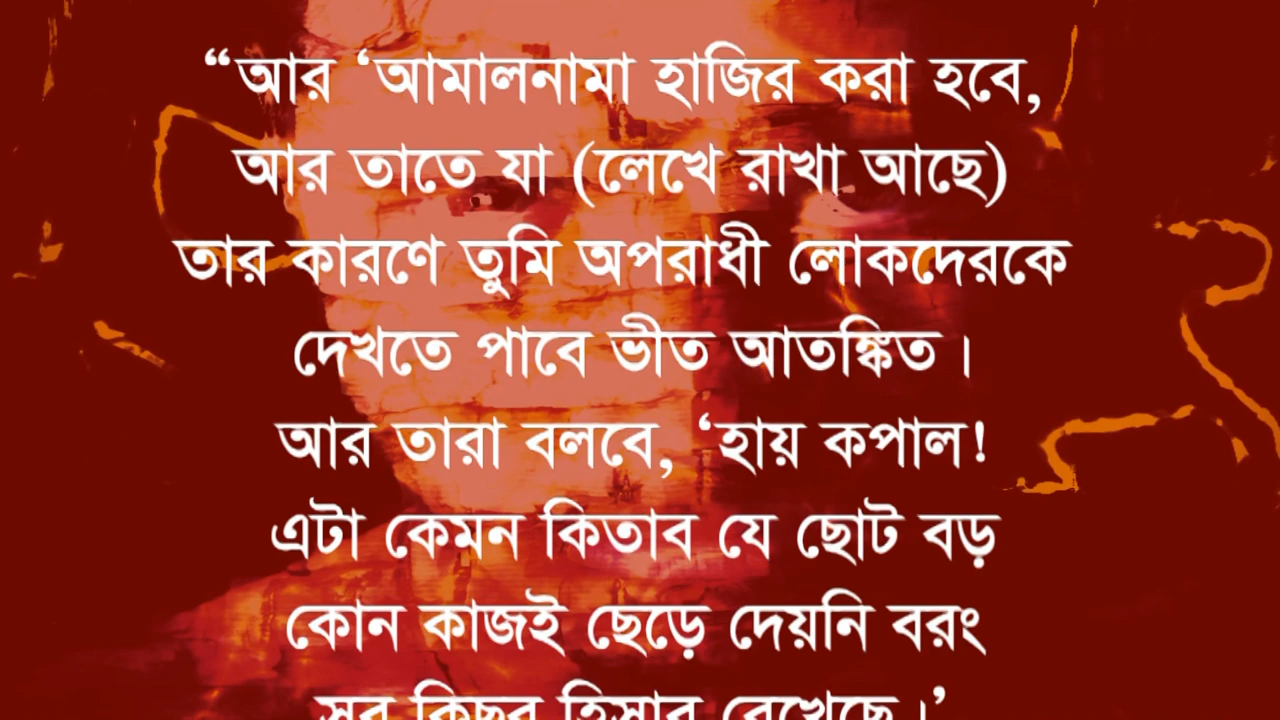 “আর ‘আমালনামা হাজির করা হবে,
আর তাতে যা (লেখে রাখা আছে)
তার কারণে তুমি অপরাধী লোকদেরকে
দেখতে পাবে ভীত আতঙ্কিত।
আর তারা বলবে, ‘হায় কপাল!
এটা কেমন কিতাব যে ছোট বড়
কোন কাজই ছেড়ে দেয়নি বরং
সব কিছুর হিসাব রেখেছে।’